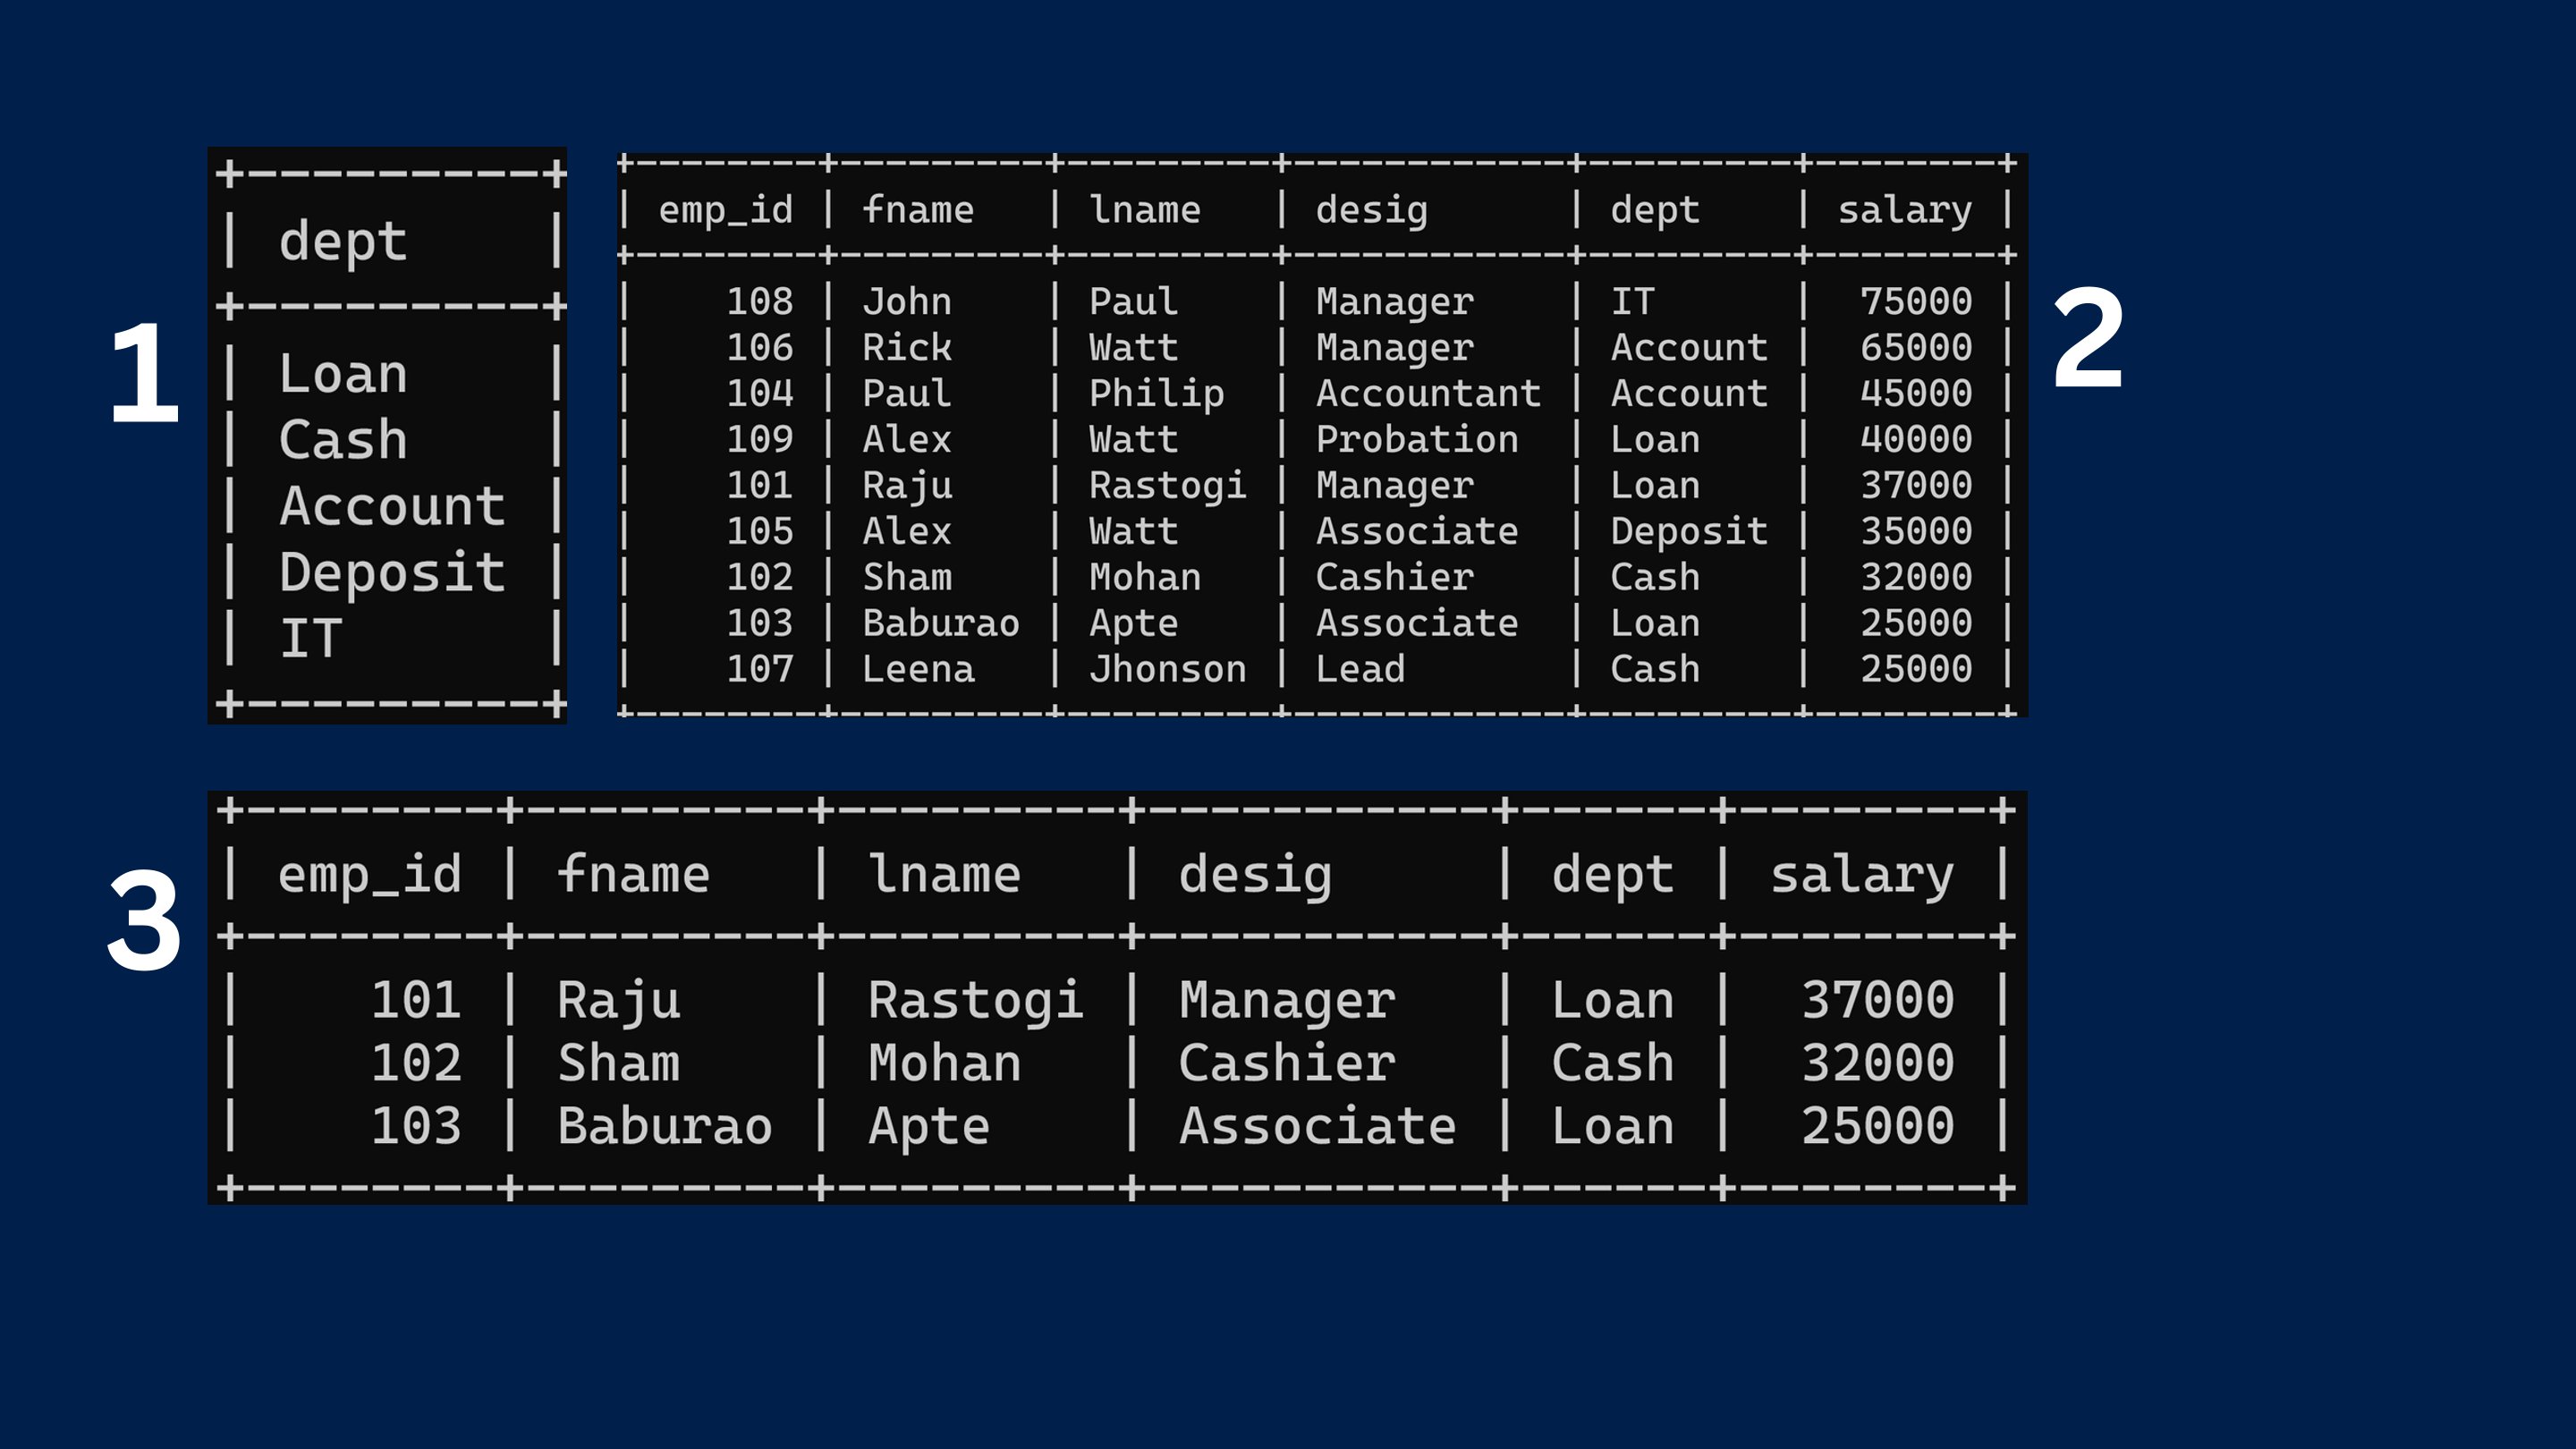 1
+----------+
| dept |
+----------+
| Loan |
| Cash |
| Account |
| Deposit |
| IT |
+----------+
2
+--------+---------+---------+------------+---------+--------+
| emp_id | fname | lname | desig | dept | salary |
+--------+---------+---------+------------+---------+--------+
| 108 | John | Paul | Manager | IT | 75000 |
| 106 | Rick | Watt | Manager | Account | 65000 |
| 104 | Paul | Philip | Accountant | Account | 45000 |
| 109 | Alex | Watt | Probation | Loan | 40000 |
| 101 | Raju | Rastogi | Manager | Loan | 37000 |
| 105 | Alex | Watt | Associate | Deposit | 35000 |
| 102 | Sham | Mohan | Cashier | Cash | 32000 |
| 103 | Baburao | Apte | Associate | Loan | 25000 |
| 107 | Leena | Jhonson | Lead | Cash | 25000 |
+--------+---------+---------+------------+---------+--------+
3
+--------+---------+---------+-----------+------+--------+
| emp_id | fname | lname | desig | dept | salary |
+--------+---------+---------+-----------+------+--------+
| 101 | Raju | Rastogi | Manager | Loan | 37000 |
| 102 | Sham | Mohan | Cashier | Cash | 32000 |
| 103 | Baburao | Apte | Associate | Loan | 25000 |
+--------+---------+---------+-----------+------+--------+